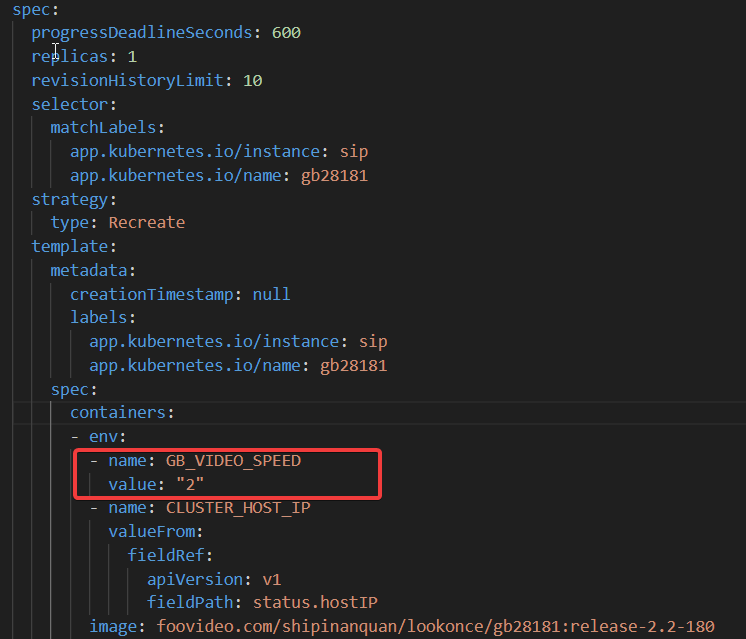 spec:
progressDeadlineSeconds: 600
replicas: 1
revisionHistoryLimit: 10
selector:
matchLabels:
app.kubernetes.io/instance: sip
app.kubernetes.io/name: gb28181
strategy:
type: Recreate
template:
metadata:
creationTimestamp: null
labels:
app.kubernetes.io/instance: sip
app.kubernetes.io/name: gb28181
spec:
containers:
- env:
- name: GB_VIDEO_SPEED
value: "2"
- name: CLUSTER_HOST_IP
valueFrom:
fieldRef:
apiVersion: v1
fieldPath: status.hostIP
image: foovideo.com/shipinanquan/lookonce/gb28181:release-2.2-180